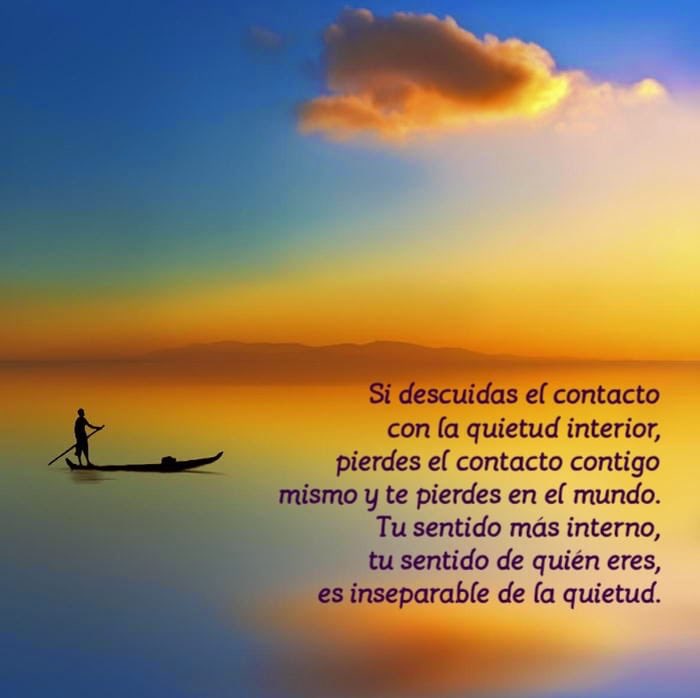 Si descuidas el contacto
con la quietud interior,
pierdes el contacto contigo
mismo y te pierdes en el mundo.
Tu sentido más interno,
tu sentido de quién eres,
es inseparable de la quietud.